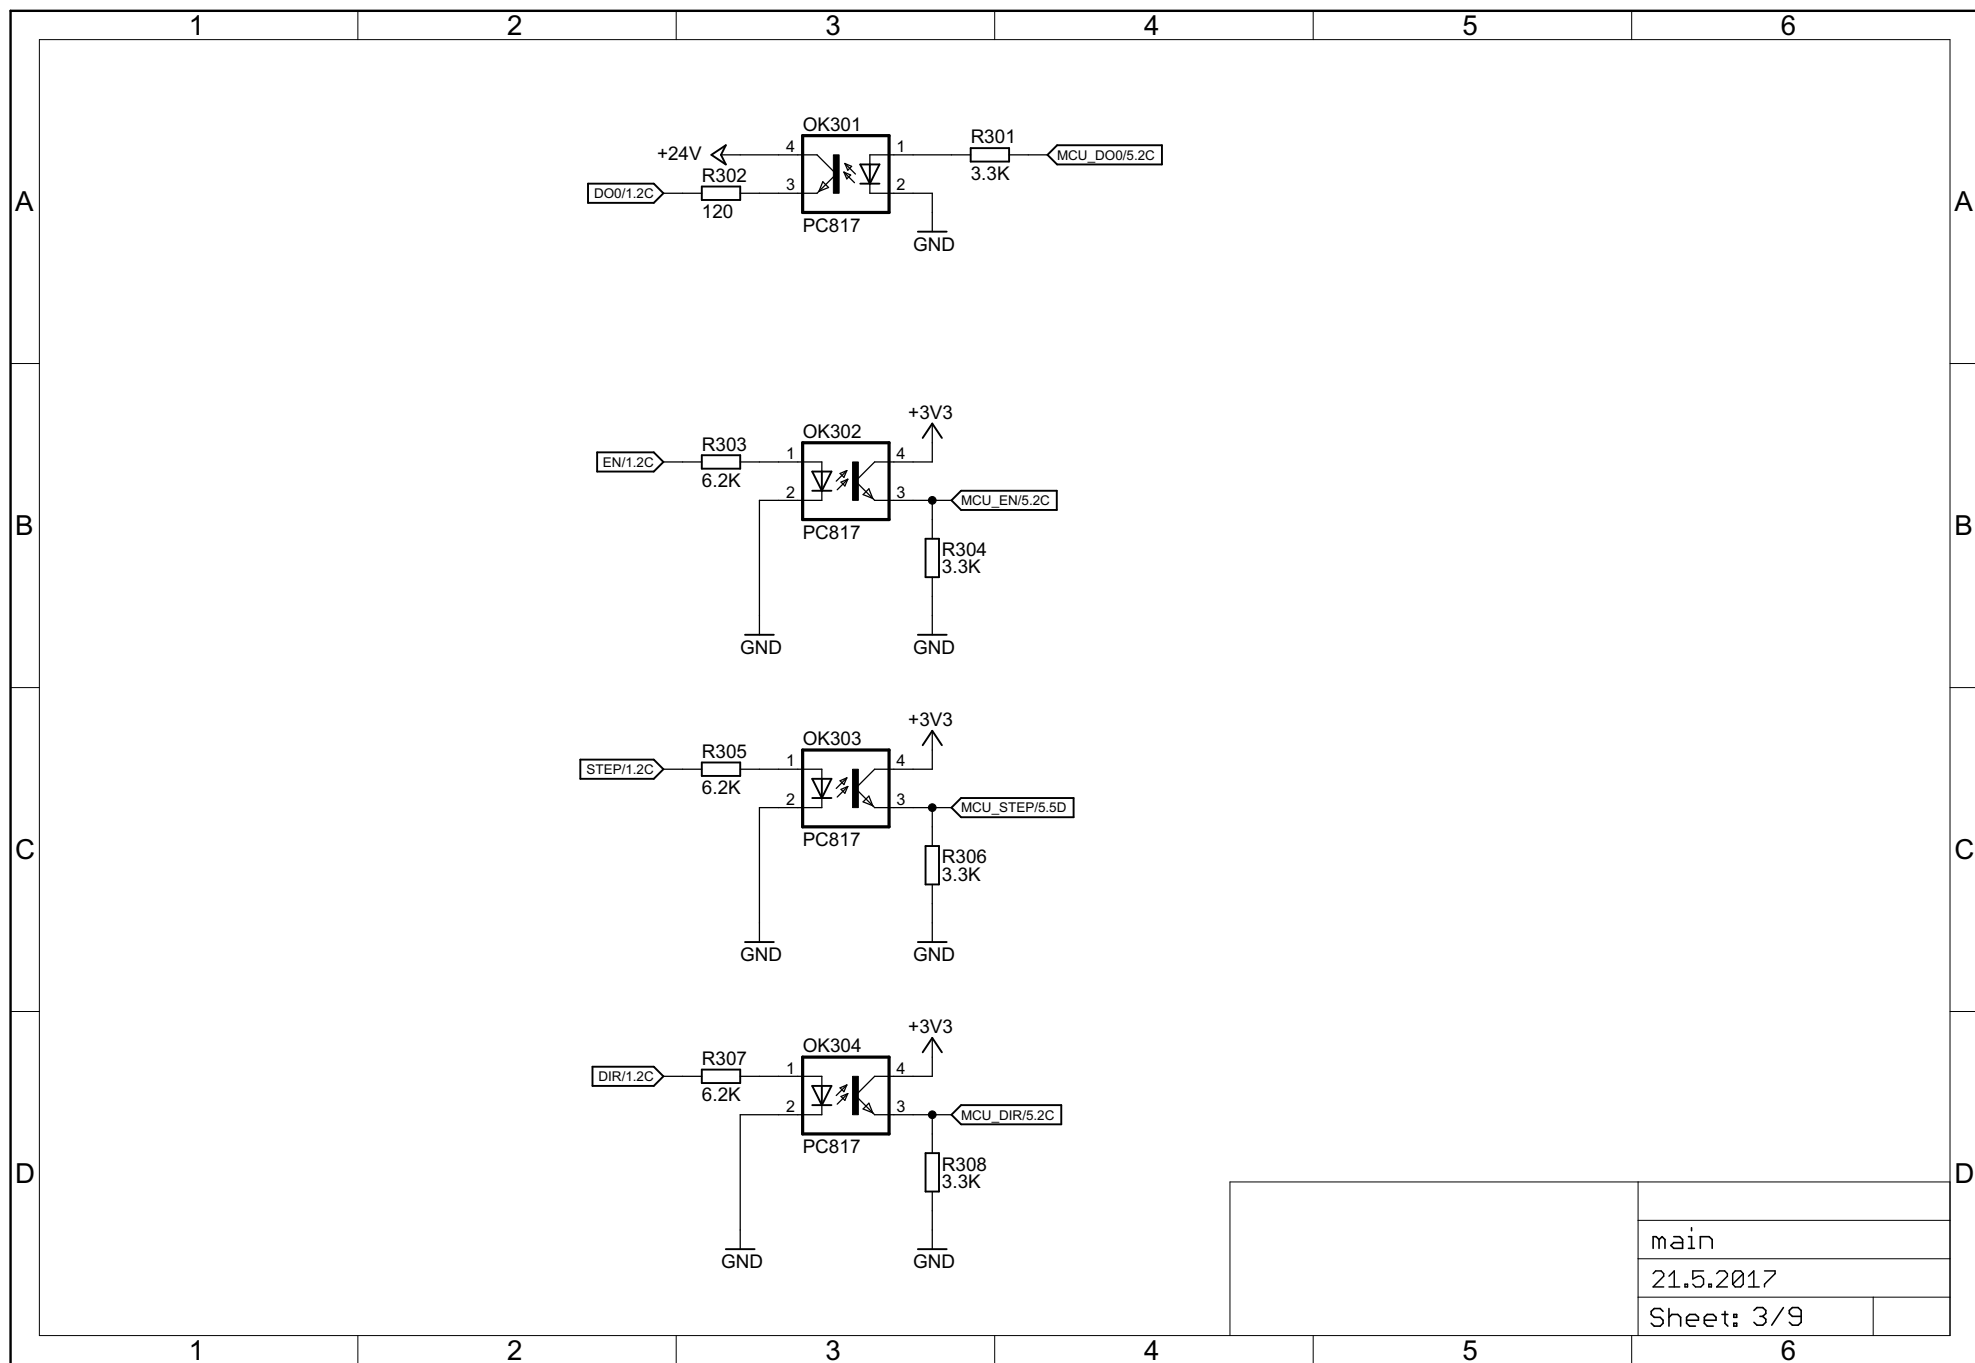 1 2 3 4 5 6
OK301
+24V 4 1 R301 MCU_DO0/5.2C
3.3K
DO0/1.2C R302 3 2
120
PC817
GND
A A
+3V3
OK302
EN/1.2C R303 1 4
6.2K
2 3 MCU_EN/5.2C
PC817
B B
R304
3.3K
GND GND
+3V3
OK303
STEP/1.2C R305 1 4
6.2K
2 3 MCU_STEP/5.5D
PC817
C C
R306
3.3K
GND GND
+3V3
OK304
DIR/1.2C R307 1 4
6.2K
2 3 MCU_DIR/5.2C
PC817
D D
R308
3.3K
GND GND
main
21.5.2017
Sheet: 3/9
1 2 3 4 5 6